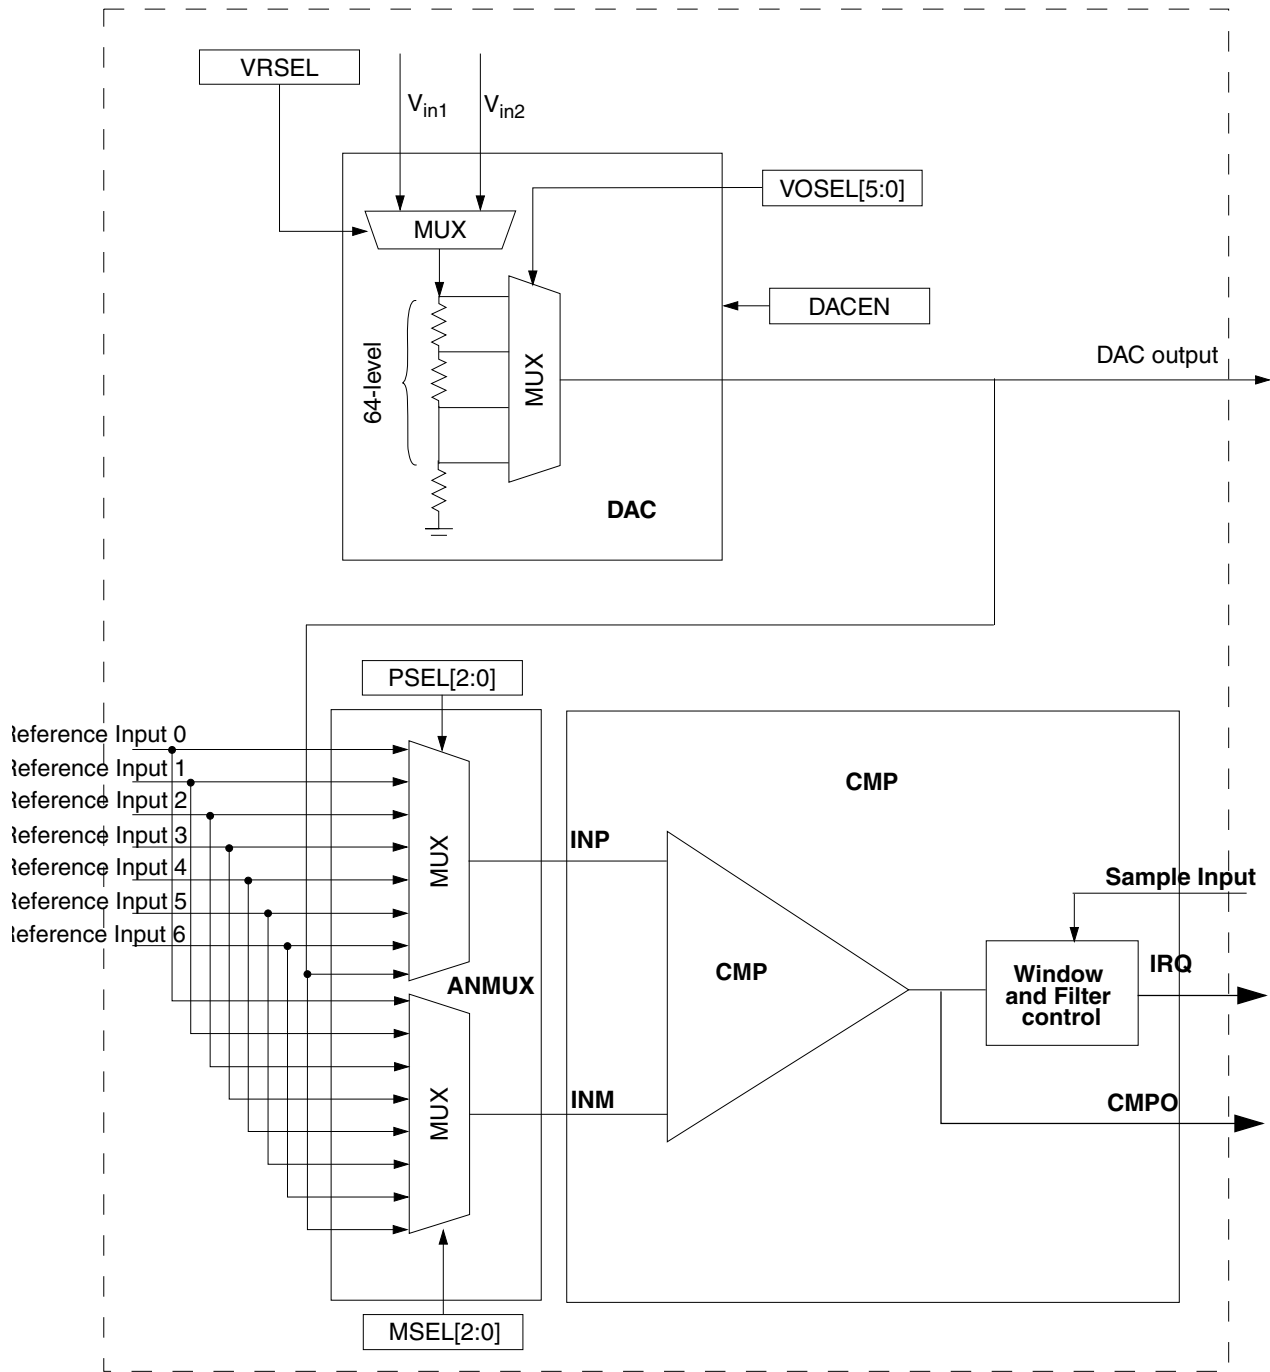 VRSEL
Vin1
Vin2
VOSEL[5:0]
MUX
DACEN
64-level
MUX
DAC output
DAC
PSEL[2:0]
Reference Input 0
Reference Input 1
Reference Input 2
Reference Input 3
Reference Input 4
Reference Input 5
Reference Input 6
MUX
ANMUX
MUX
MSEL[2:0]
INP
INM
CMP
CMP
Sample Input
Window
and Filter
control
IRQ
CMPO